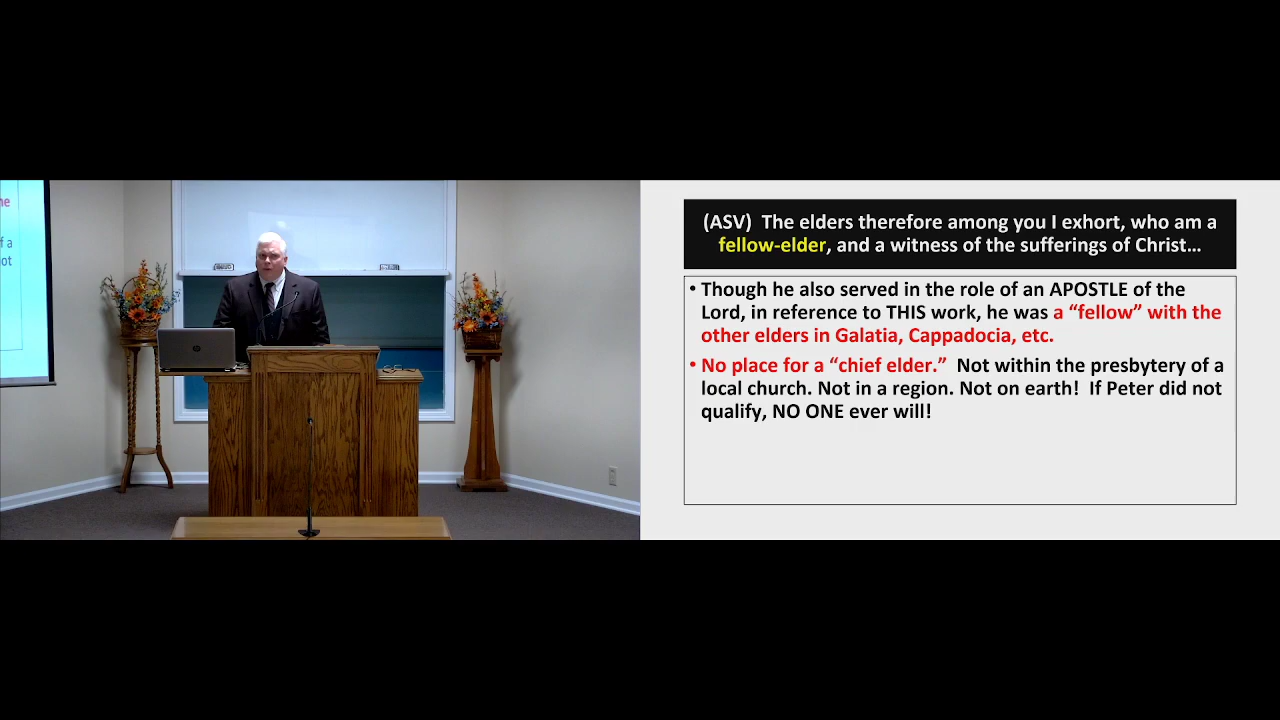 ne
f a
ot
(ASV) The elders therefore among you I exhort, who am a
fellow-elder, and a witness of the sufferings of Christ…
• Though he also served in the role of an APOSTLE of the
Lord, in reference to THIS work, he was a “fellow” with the
other elders in Galatia, Cappadocia, etc.
• No place for a “chief elder.” Not within the presbytery of a
local church. Not in a region. Not on earth! If Peter did not
qualify, NO ONE ever will!